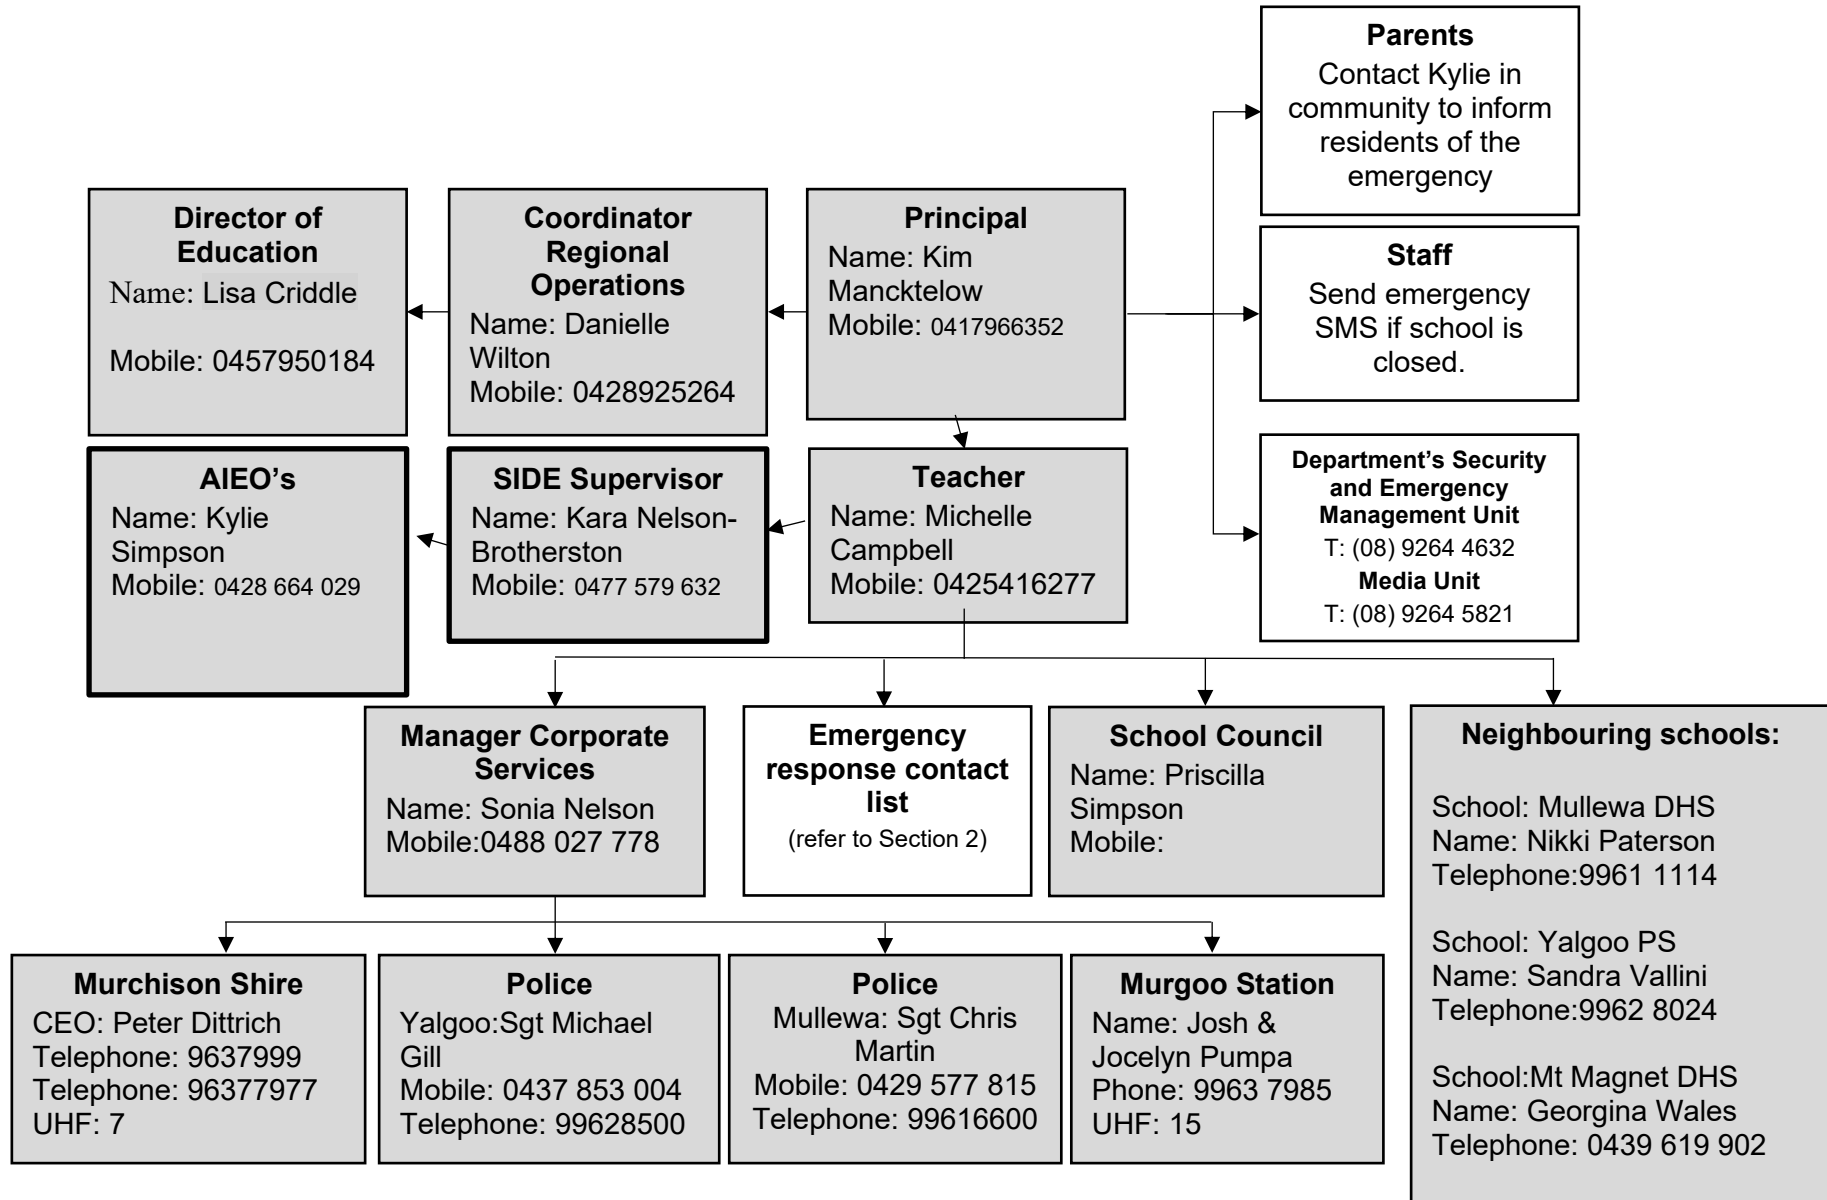 Parents
Contact Kylie in
community to inform
residents of the
emergency
Director of
Education
Name: Lisa Criddle
Mobile: 0457950184
Coordinator
Regional
Operations
Name: Danielle
Wilton
Mobile: 0428925264
Principal
Name: Kim
Mancktelow
Mobile: 0417966352
Staff
Send emergency
SMS if school is
closed.
AIEO’s
Name: Kylie
Simpson
Mobile: 0428 664 029
SIDE Supervisor
Name: Kara Nelson-
Brotherston
Mobile: 0477 579 632
Teacher
Name: Michelle
Campbell
Mobile: 0425416277
Department’s Security
and Emergency
Management Unit
T: (08) 9264 4632
Media Unit
T: (08) 9264 5821
Manager Corporate
Services
Name: Sonia Nelson
Mobile:0488 027 778
Emergency
response contact
list
(refer to Section 2)
School Council
Name: Priscilla
Simpson
Mobile:
Neighbouring schools:
School: Mullewa DHS
Name: Nikki Paterson
Telephone:9961 1114
School: Yalgoo PS
Name: Sandra Vallini
Telephone:9962 8024
School:Mt Magnet DHS
Name: Georgina Wales
Telephone: 0439 619 902
Murchison Shire
CEO: Peter Dittrich
Telephone: 9637999
Telephone: 96377977
UHF: 7
Police
Yalgoo:Sgt Michael
Gill
Mobile: 0437 853 004
Telephone: 99628500
Police
Mullewa: Sgt Chris
Martin
Mobile: 0429 577 815
Telephone: 99616600
Murgoo Station
Name: Josh &
Jocelyn Pumpa
Phone: 9963 7985
UHF: 15